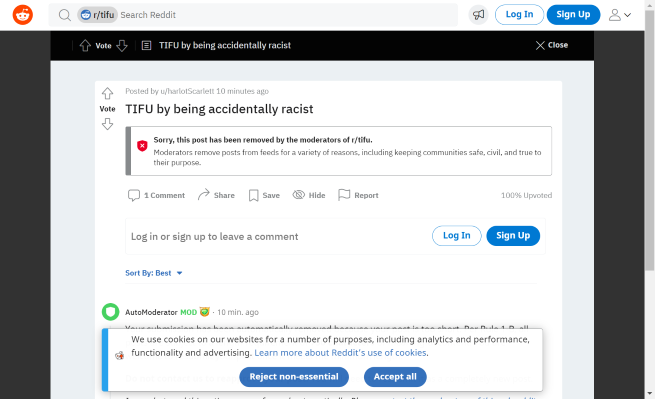 r/tifu Search Reddit Log In Sign Up
Vote TIFU by being accidentally racist Close
Posted by u/harlotScarlett 10 minutes ago
Vote
TIFU by being accidentally racist
Sorry, this post has been removed by the moderators of r/tifu.
Moderators remove posts from feeds for a variety of reasons, including keeping communities safe, civil, and true to
their purpose.
1 Comment Share Save Hide Report 100% Upvoted
Log in or sign up to leave a comment Log In Sign Up
Sort By: Best
AutoModerator MOD · 10 min. ago
Your submission has been automatically removed because your post is too short. Per Rule
We use cookies on our websites for a number of purposes, including analytics and performance,
functionality and advertising. Learn more about Reddit's use of cookies.
Reject non-essential Accept all